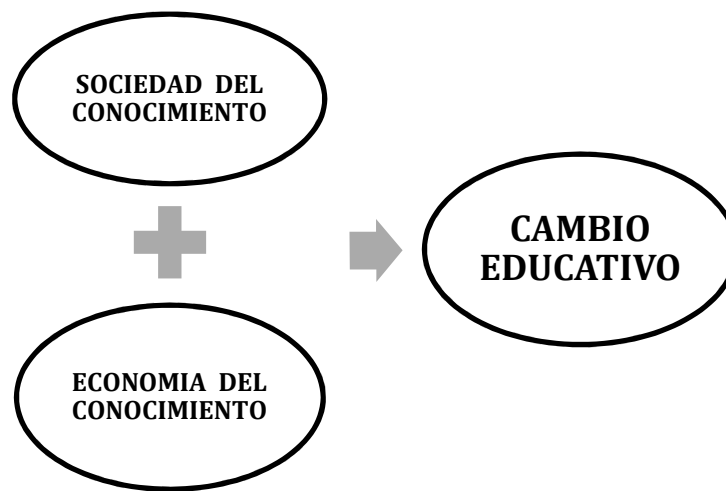 SOCIEDAD DEL
CONOCIMIENTO
CAMBIO
EDUCATIVO
ECONOMIA DEL
CONOCIMIENTO